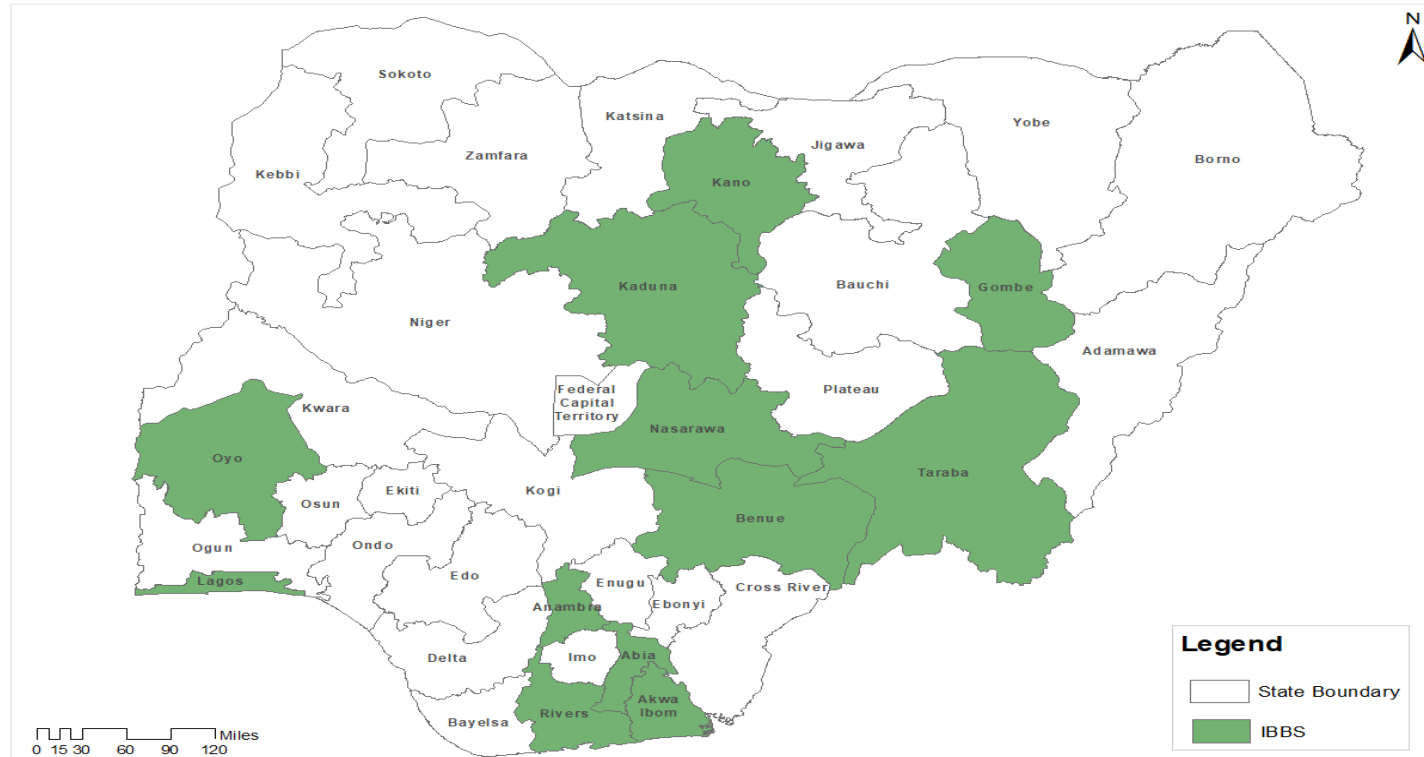 N
Sokoto
Katsina
Yobe
Jigawa
Zamfara
Borno
Kebbi
Kano
Bauchi
Gombe
Kaduna
Niger
Adamawa
Federal
Capital
Territory
Plateau
Kwara
Nasarawa
Oyo
Taraba
Ekiti
Kogi
Osun
Benue
Ogun
Ondo
Edo
Lagos
Enugu
Cross River
Anambra
Ebonyi
Delta
Imo
Abia
Akwa
Ibom
Rivers
Bayelsa
Miles
0 15 30 60 90 120
Legend
State Boundary
IBBS